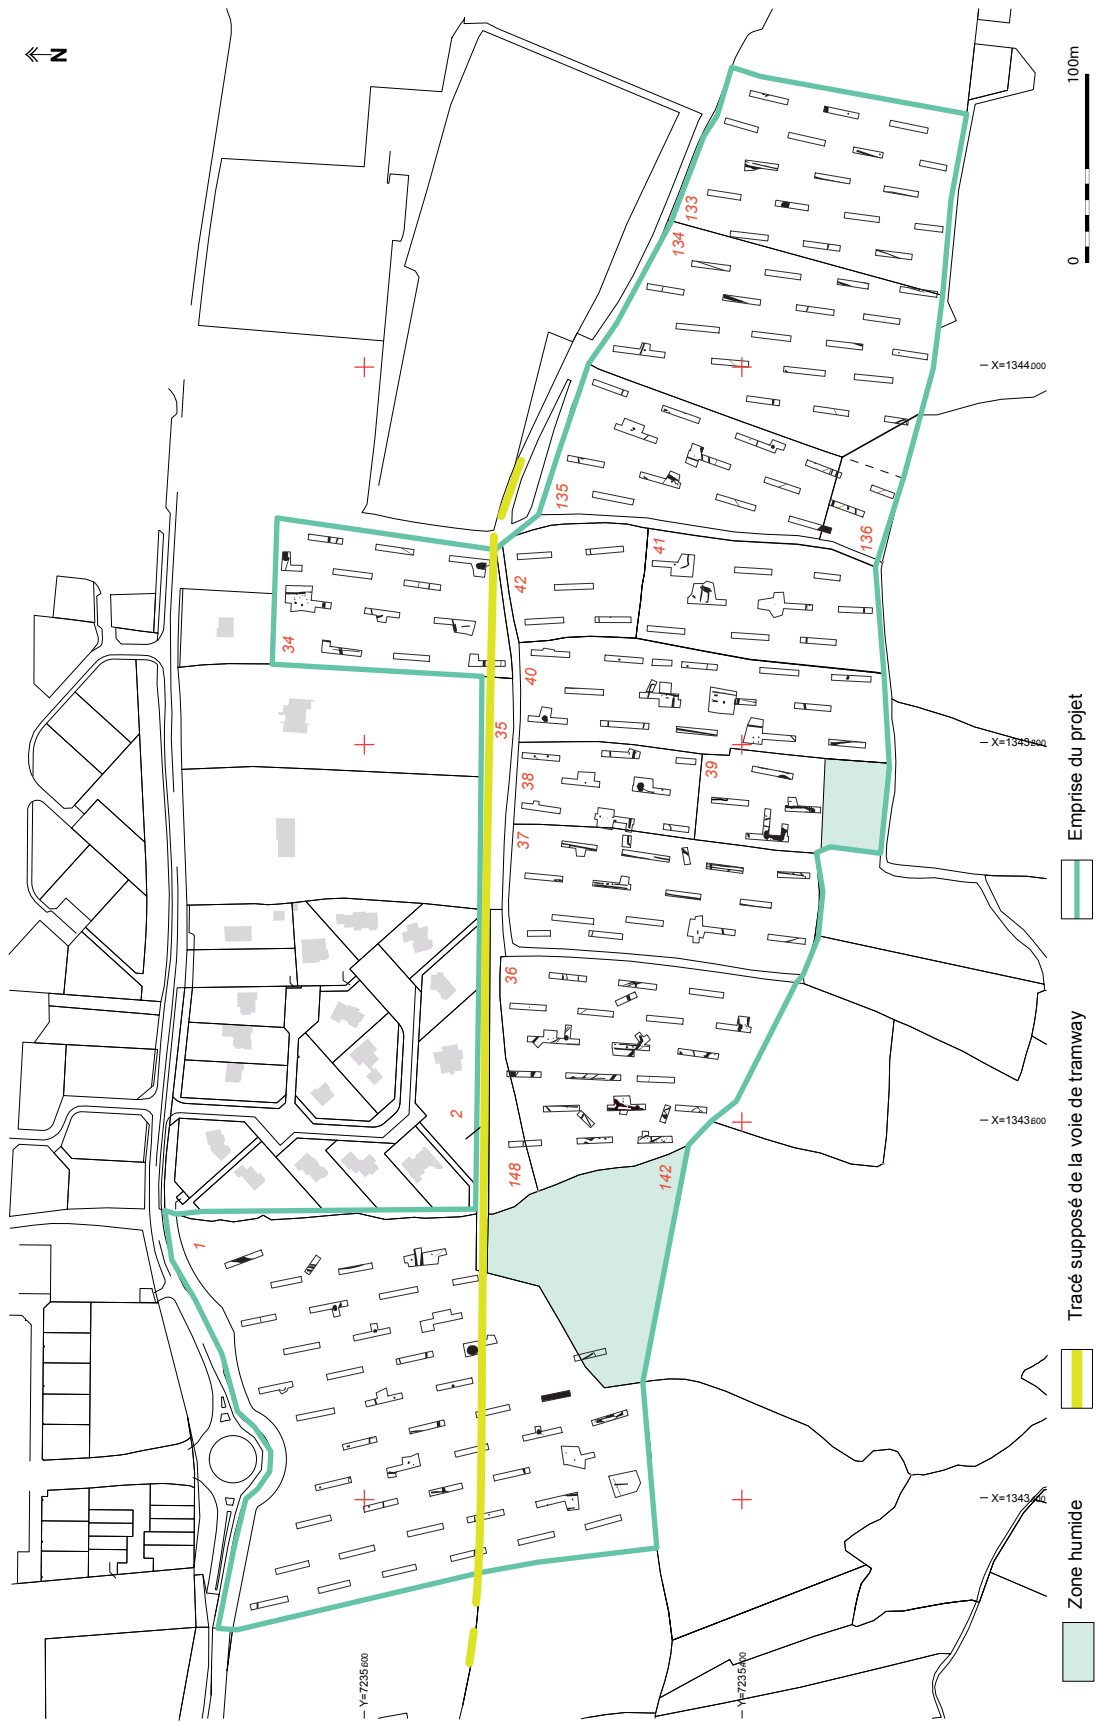 N
1
2
34
35
36
37
38
39
40
41
42
133
134
135
136
142
148
Y=7235600
Y=7235400
X=1343400
X=1343600
X=1343800
X=1344000
0
100m
Zone humide
Tracé supposé de la voie de tramway
Emprise du projet